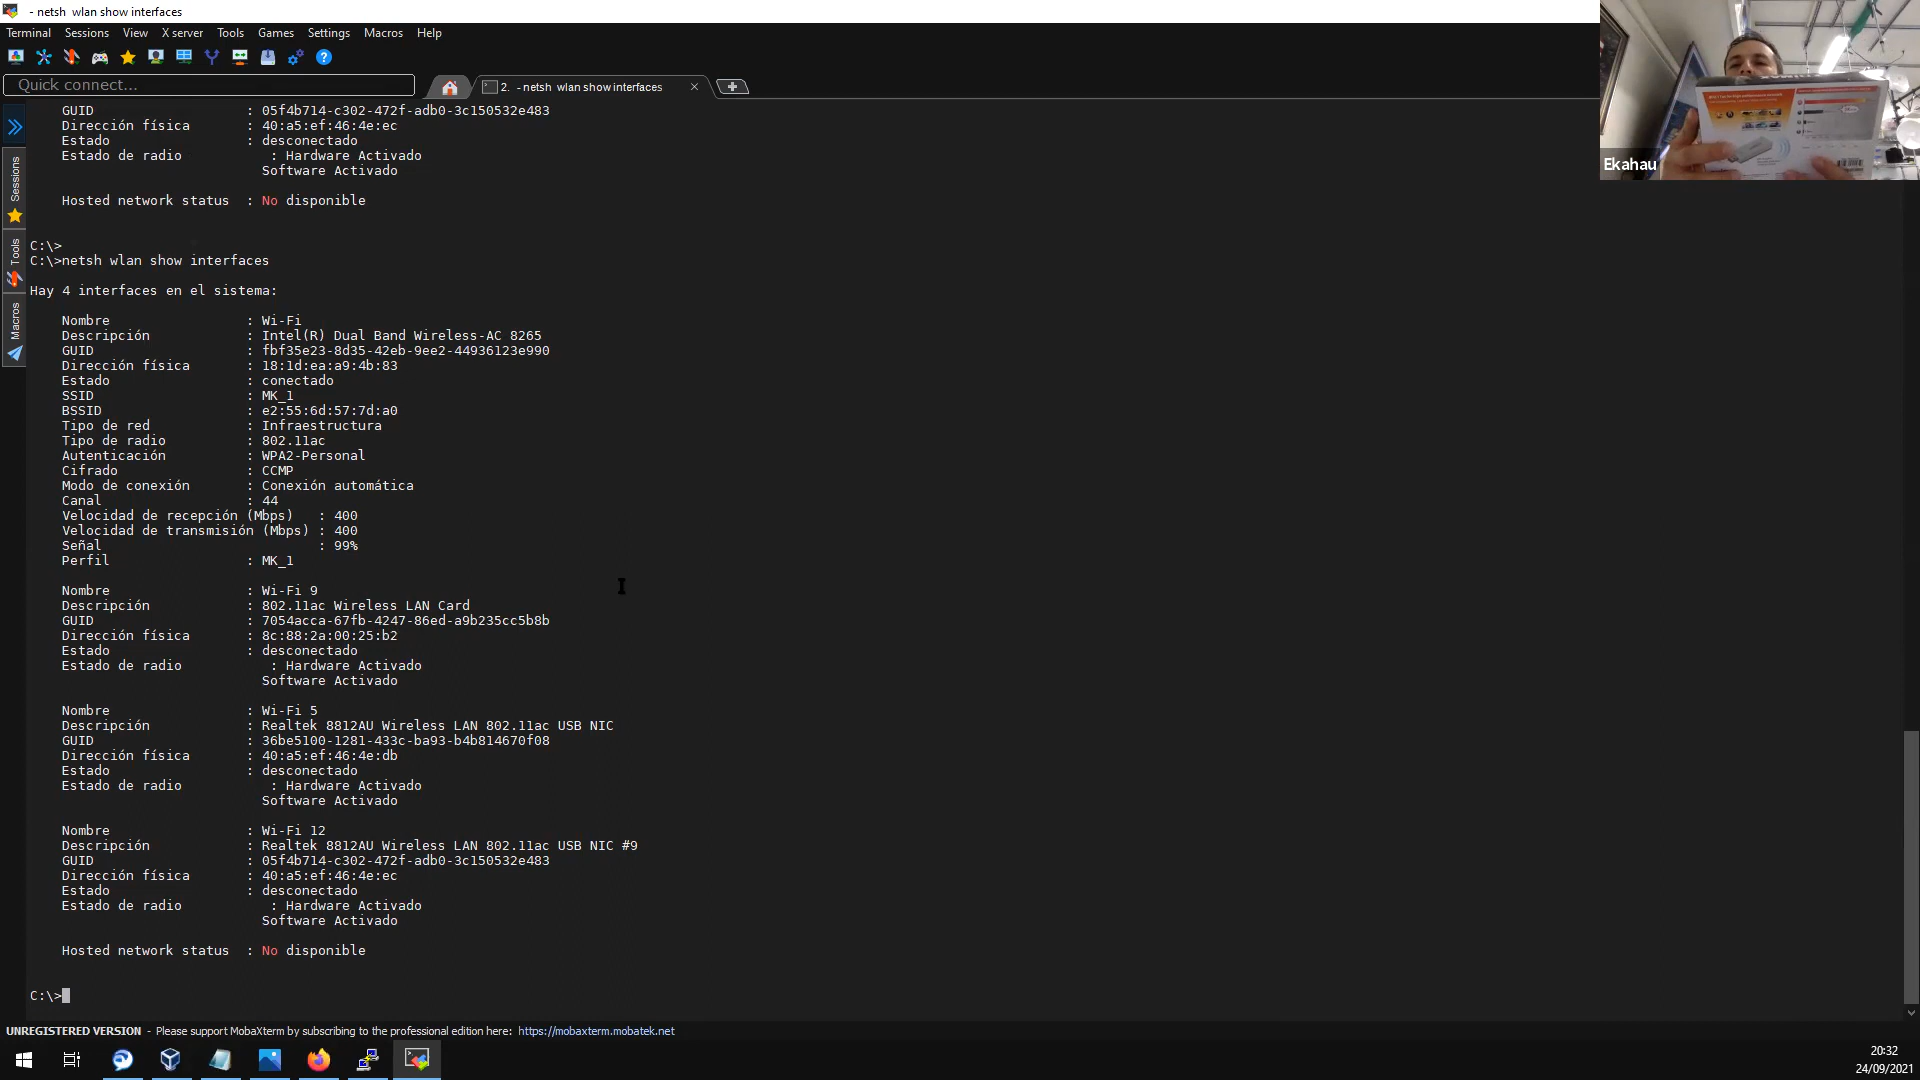 - netsh  wlan show interfaces
Terminal Sessions View X server Tools Games Settings Macros Help
Quick connect...
2.  - netsh  wlan show interfaces
Sessions
Tools
Macros
GUID : 05f4b714-c302-472f-adb0-3c150532e483
Dirección física : 40:a5:ef:46:4e:ec
Estado : desconectado
Estado de radio : Hardware Activado
Software Activado
Hosted network status : No disponible
C:\>
C:\>netsh wlan show interfaces
Hay 4 interfaces en el sistema:
Nombre : Wi-Fi
Descripción : Intel(R) Dual Band Wireless-AC 8265
GUID : fbf35e23-8d35-42eb-9ee2-44936123e990
Dirección física : 18:1d:ea:a9:4b:83
Estado : conectado
SSID : MK_1
BSSID : e2:55:6d:57:7d:a0
Tipo de red : Infraestructura
Tipo de radio : 802.11ac
Autenticación : WPA2-Personal
Cifrado : CCMP
Modo de conexión : Conexión automática
Canal : 44
Velocidad de recepción (Mbps) : 400
Velocidad de transmisión (Mbps) : 400
Señal : 99%
Perfil : MK_1
Nombre : Wi-Fi 9
Descripción : 802.11ac Wireless LAN Card
GUID : 7054acca-67fb-4247-86ed-a9b235cc5b8b
Dirección física : 8c:88:2a:00:25:b2
Estado : desconectado
Estado de radio : Hardware Activado
Software Activado
Nombre : Wi-Fi 5
Descripción : Realtek 8812AU Wireless LAN 802.11ac USB NIC
GUID : 36be5100-1281-433c-ba93-b4b814670f08
Dirección física : 40:a5:ef:46:4e:db
Estado : desconectado
Estado de radio : Hardware Activado
Software Activado
Nombre : Wi-Fi 12
Descripción : Realtek 8812AU Wireless LAN 802.11ac USB NIC #9
GUID : 05f4b714-c302-472f-adb0-3c150532e483
Dirección física : 40:a5:ef:46:4e:ec
Estado : desconectado
Estado de radio : Hardware Activado
Software Activado
Hosted network status : No disponible
C:\>
UNREGISTERED VERSION - Please support MobaXterm by subscribing to the professional edition here: https://mobaxterm.mobatek.net
20:32
24/09/2021
Ekahau